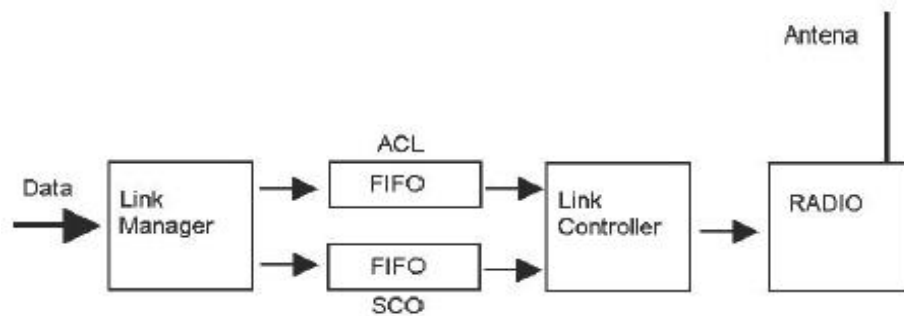 Antena
ACL
Data
Link
Manager
FIFO
Link
Controller
RADIO
FIFO
SCO